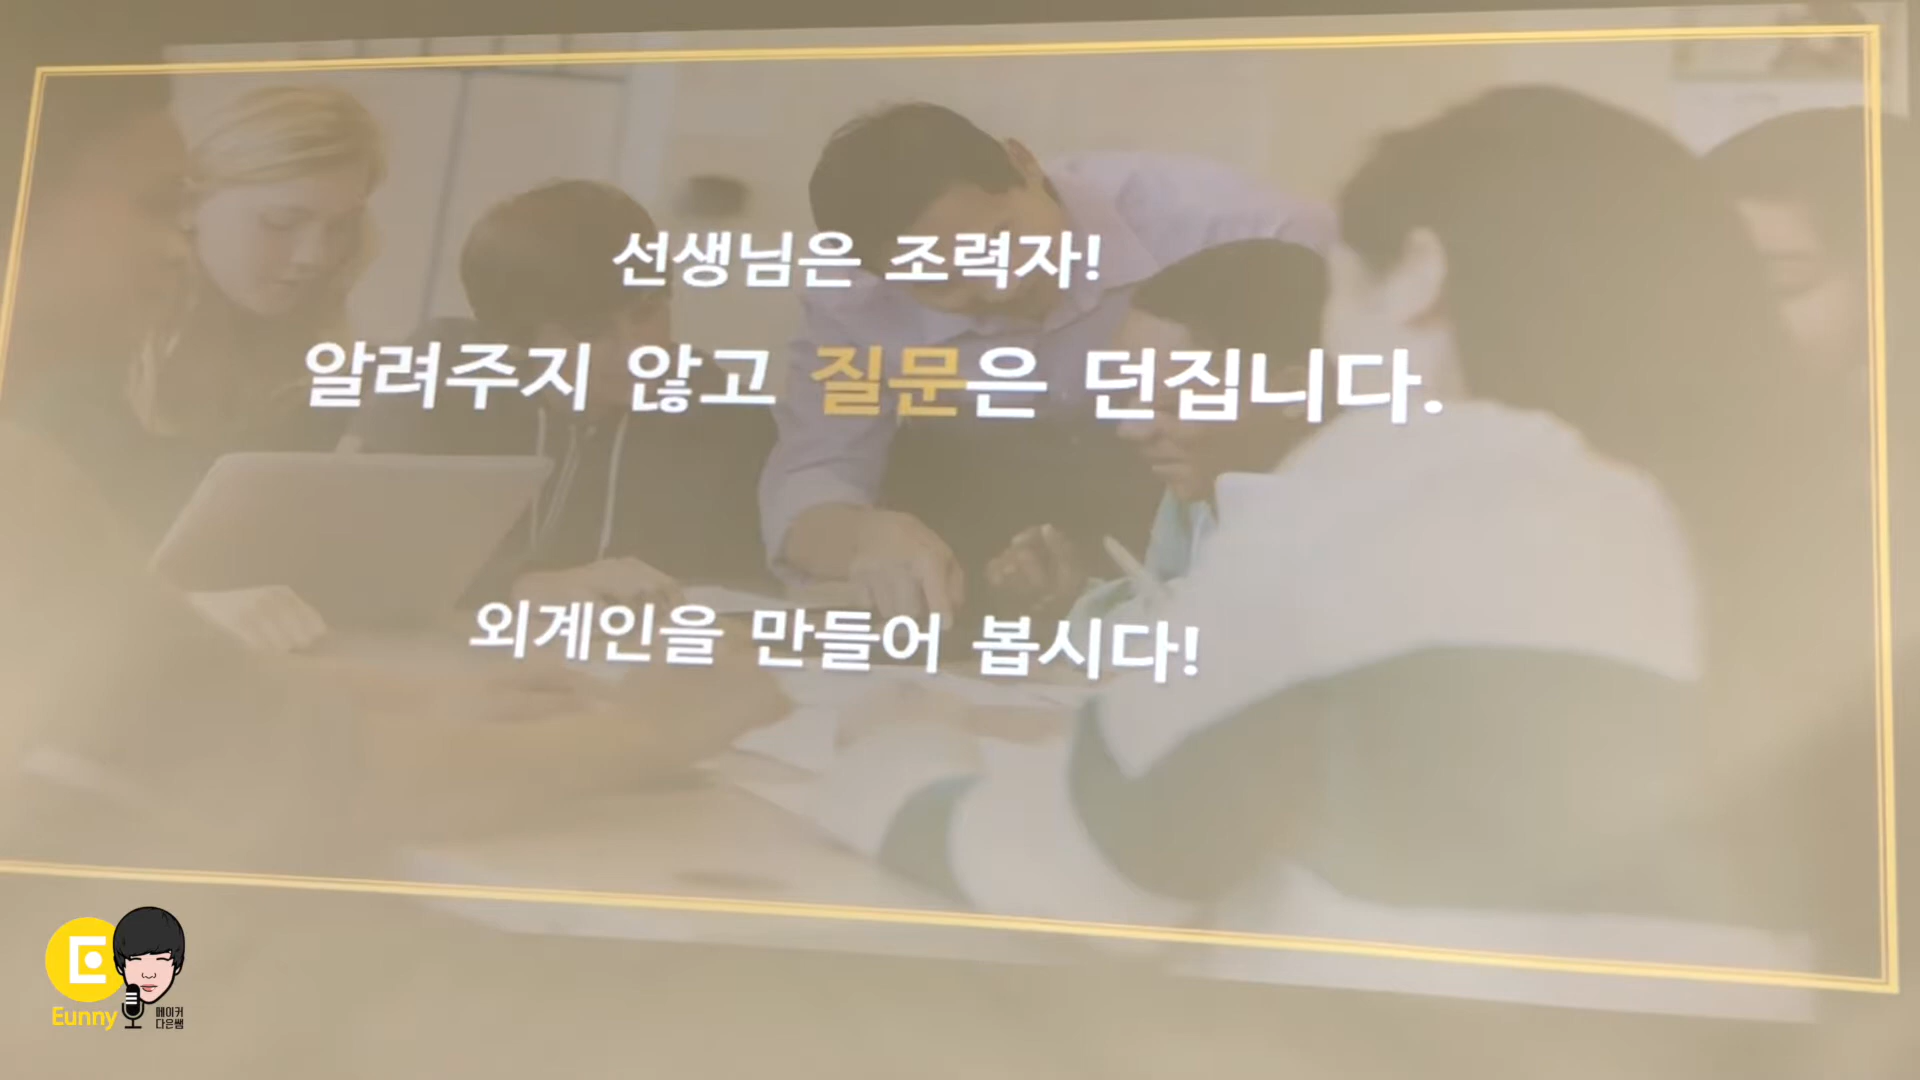 선생님은 조력자!
알려주지 않고 질문은 던집니다.
외계인을 만들어 봅시다!
E
Eunny
메이커
다은쌤